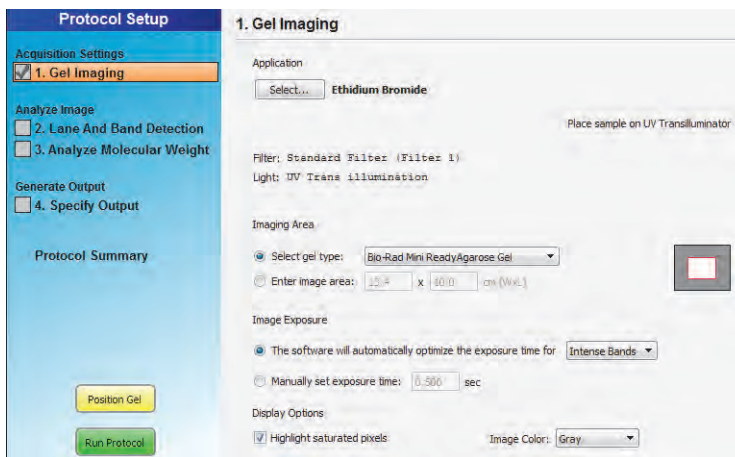 Protocol Setup
Acquisition Settings
1. Gel Imaging
Analyze Image
2. Lane And Band Detection
3. Analyze Molecular Weight
Generate Output
4. Specify Output
Protocol Summary
Position Gel
Run Protocol
1. Gel Imaging
Application
Select... Ethidium Bromide
Place sample on UV Transilluminator
Filter: Standard Filter (Filter 1)
Light: UV Trans illumination
Imaging Area
Select gel type: Bio-Rad Mini ReadyAgarose Gel
Enter image area: x 10.0 cm (WxL)
Image Exposure
The software will automatically optimize the exposure time for Intense Bands
Manually set exposure time: 0.500 sec
Display Options
Highlight saturated pixels Image Color: Gray